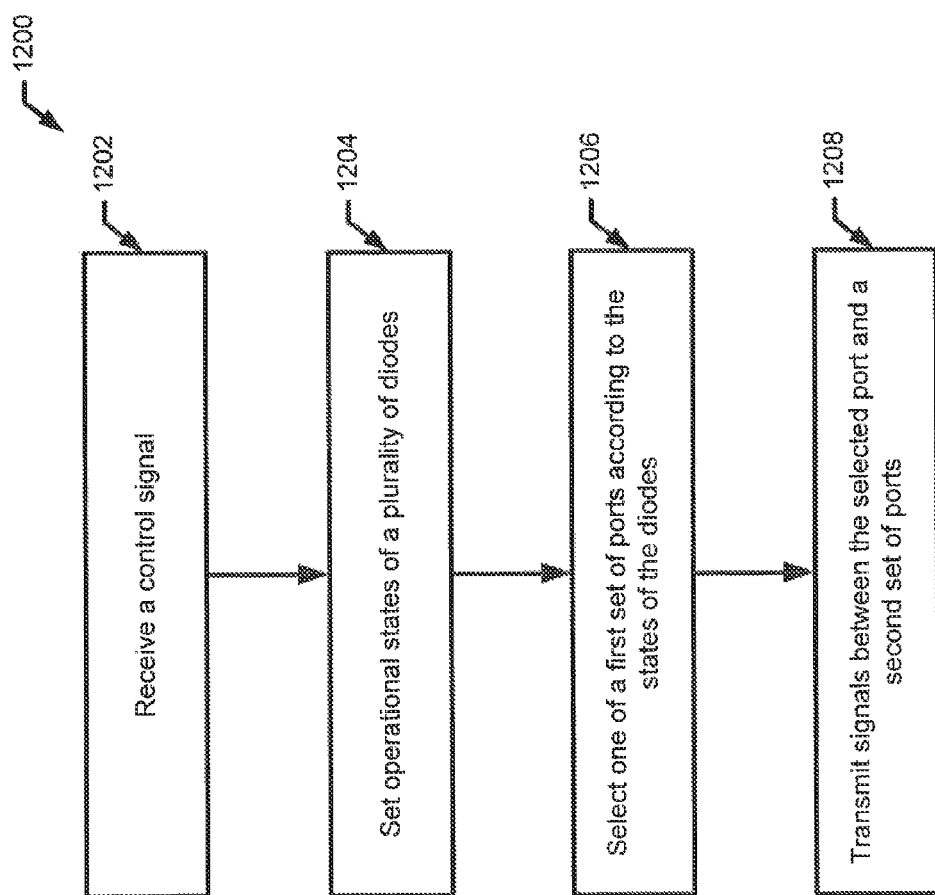 1200
1202
Receive a control signal
1204
Set operational states of a plurality of diodes
1206
Select one of a first set of ports according to the
states of the diodes
1208
Transmit signals between the selected port and a
second set of ports